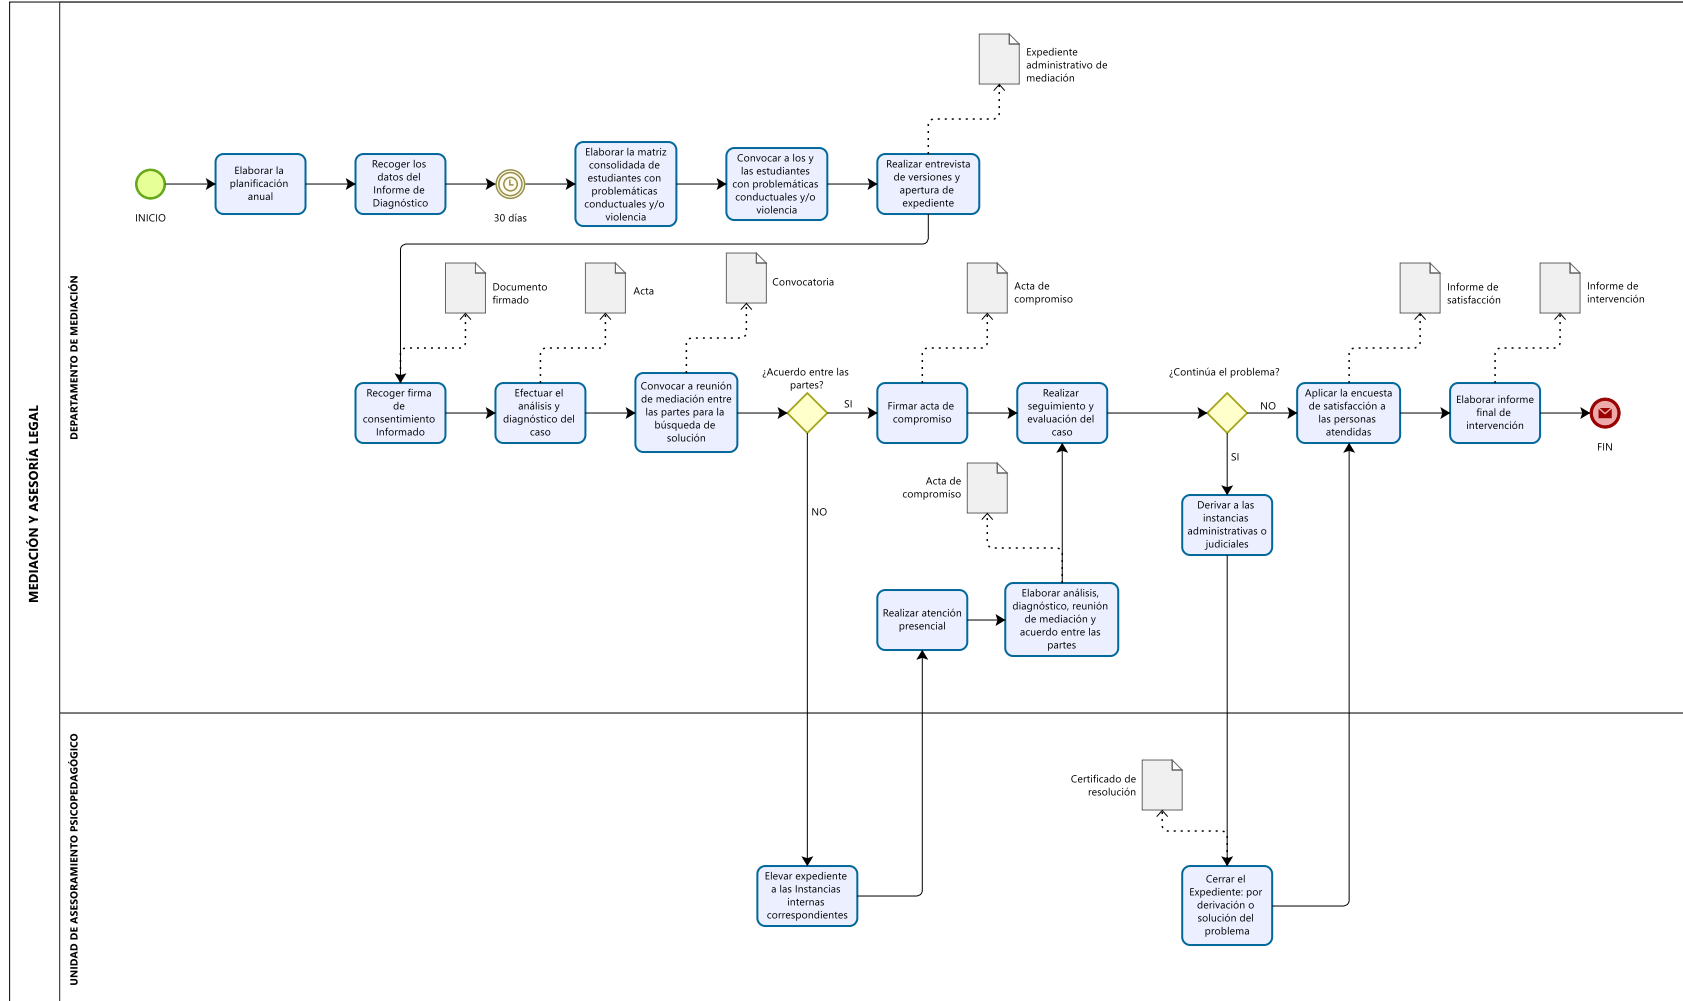 MEDIACIÓN Y ASESORÍA LEGAL
DEPARTAMENTO DE MEDIACIÓN
Expediente
administrativo de
mediación
INICIO
Elaborar la
planificación
anual
Recoger los
datos del
Informe de
Diagnóstico
30 días
Elaborar la matriz
consolidada de
estudiantes con
problemáticas
conductuales y/o
violencia
Convocar a los y
las estudiantes
con problemáticas
conductuales y/o
violencia
Realizar entrevista
de versiones y
apertura de
expediente
Documento
firmado
Acta
Convocatoria
Acta de
compromiso
Informe de
satisfacción
Informe de
intervención
Recoger firma
de
consentimiento
Informado
Efectuar el
análisis y
diagnóstico del
caso
Convocar a reunión
de mediación entre
las partes para la
búsqueda de
solución
¿Acuerdo entre las
partes?
SI
Firmar acta de
compromiso
Realizar
seguimiento y
evaluación del
caso
¿Continúa el problema?
NO
Aplicar la encuesta
de satisfacción a
las personas
atendidas
Elaborar informe
final de
intervención
FIN
SI
NO
Acta de
compromiso
Derivar a las
instancias
administrativas o
judiciales
Realizar atención
presencial
Elaborar análisis,
diagnóstico, reunión
de mediación y
acuerdo entre las
partes
UNIDAD DE ASESORAMIENTO PSICOPEDAGÓGICO
Certificado de
resolución
Elevar expediente
a las Instancias
internas
correspondientes
Cerrar el
Expediente: por
derivación o
solución del
problema